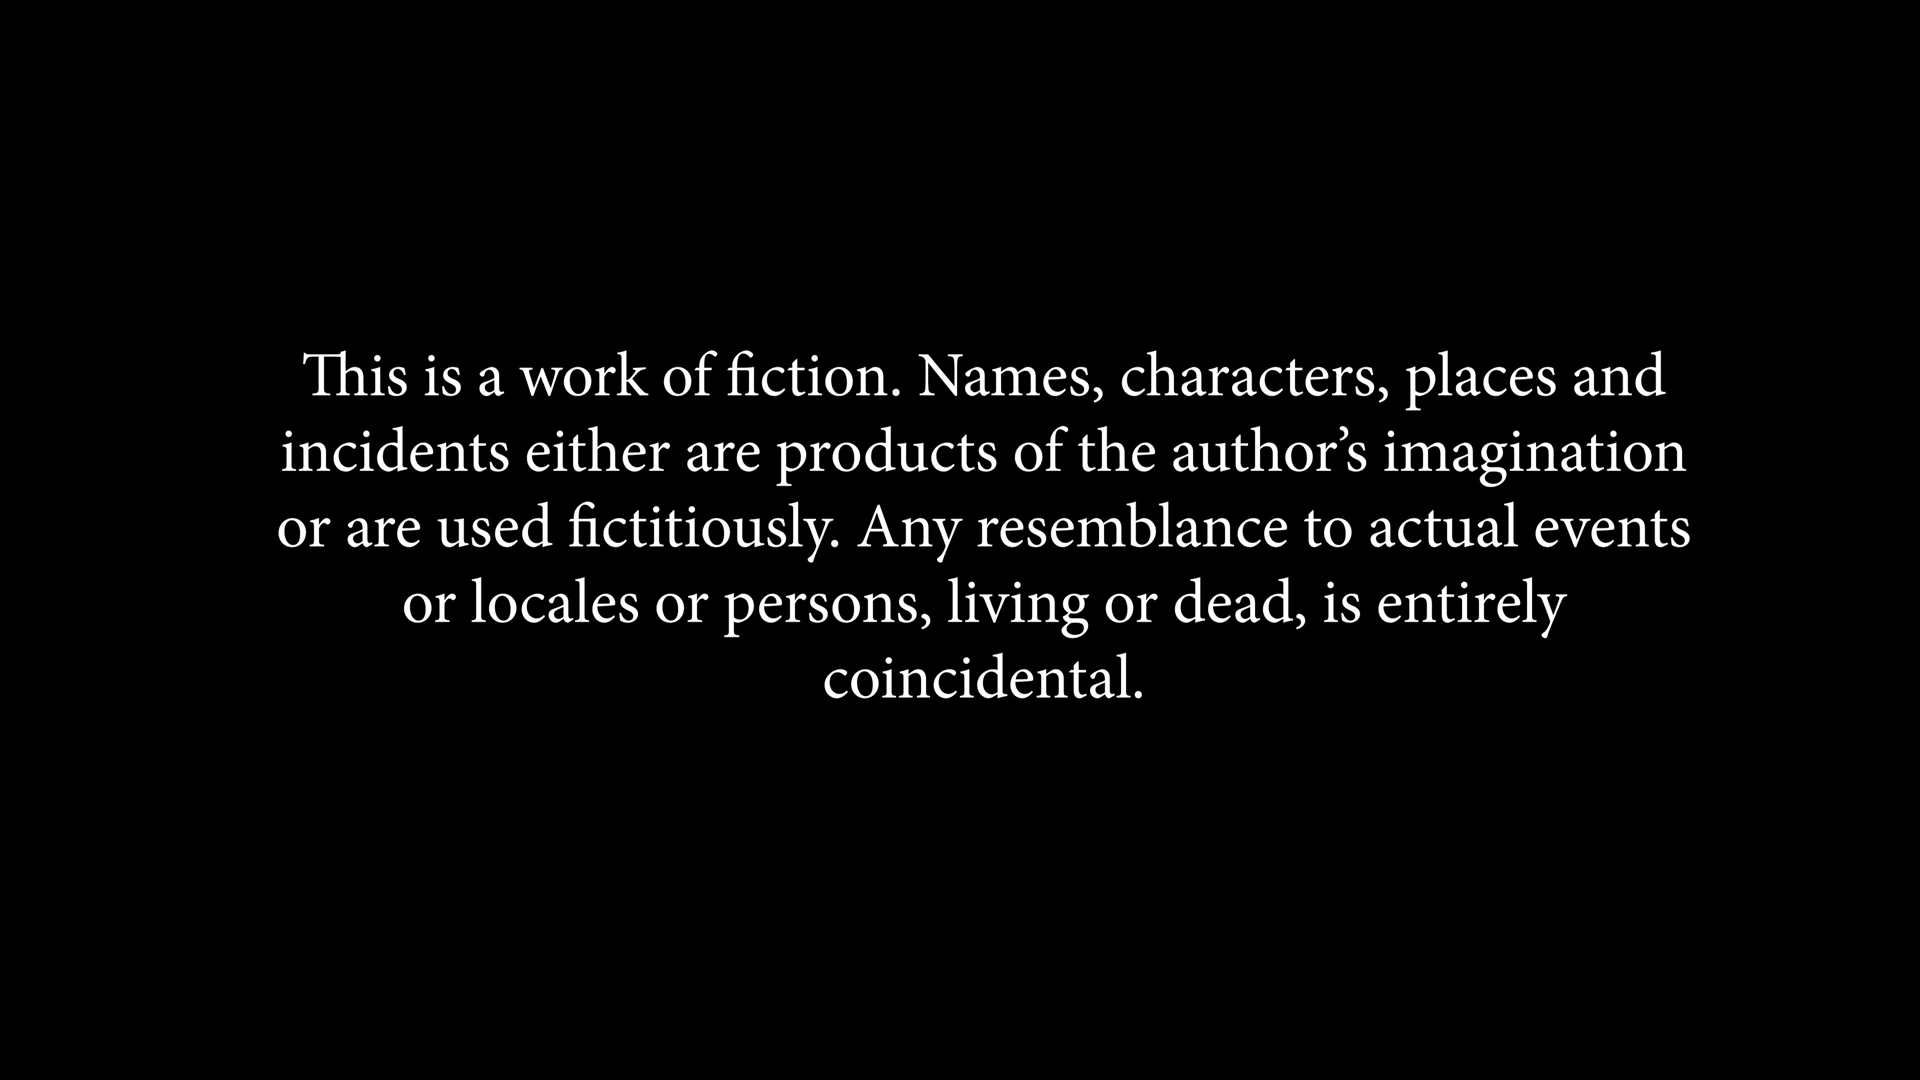 This is a work of fiction. Names, characters, places and
incidents either are products of the author’s imagination
or are used fictitiously. Any resemblance to actual events
or locales or persons, living or dead, is entirely
coincidental.